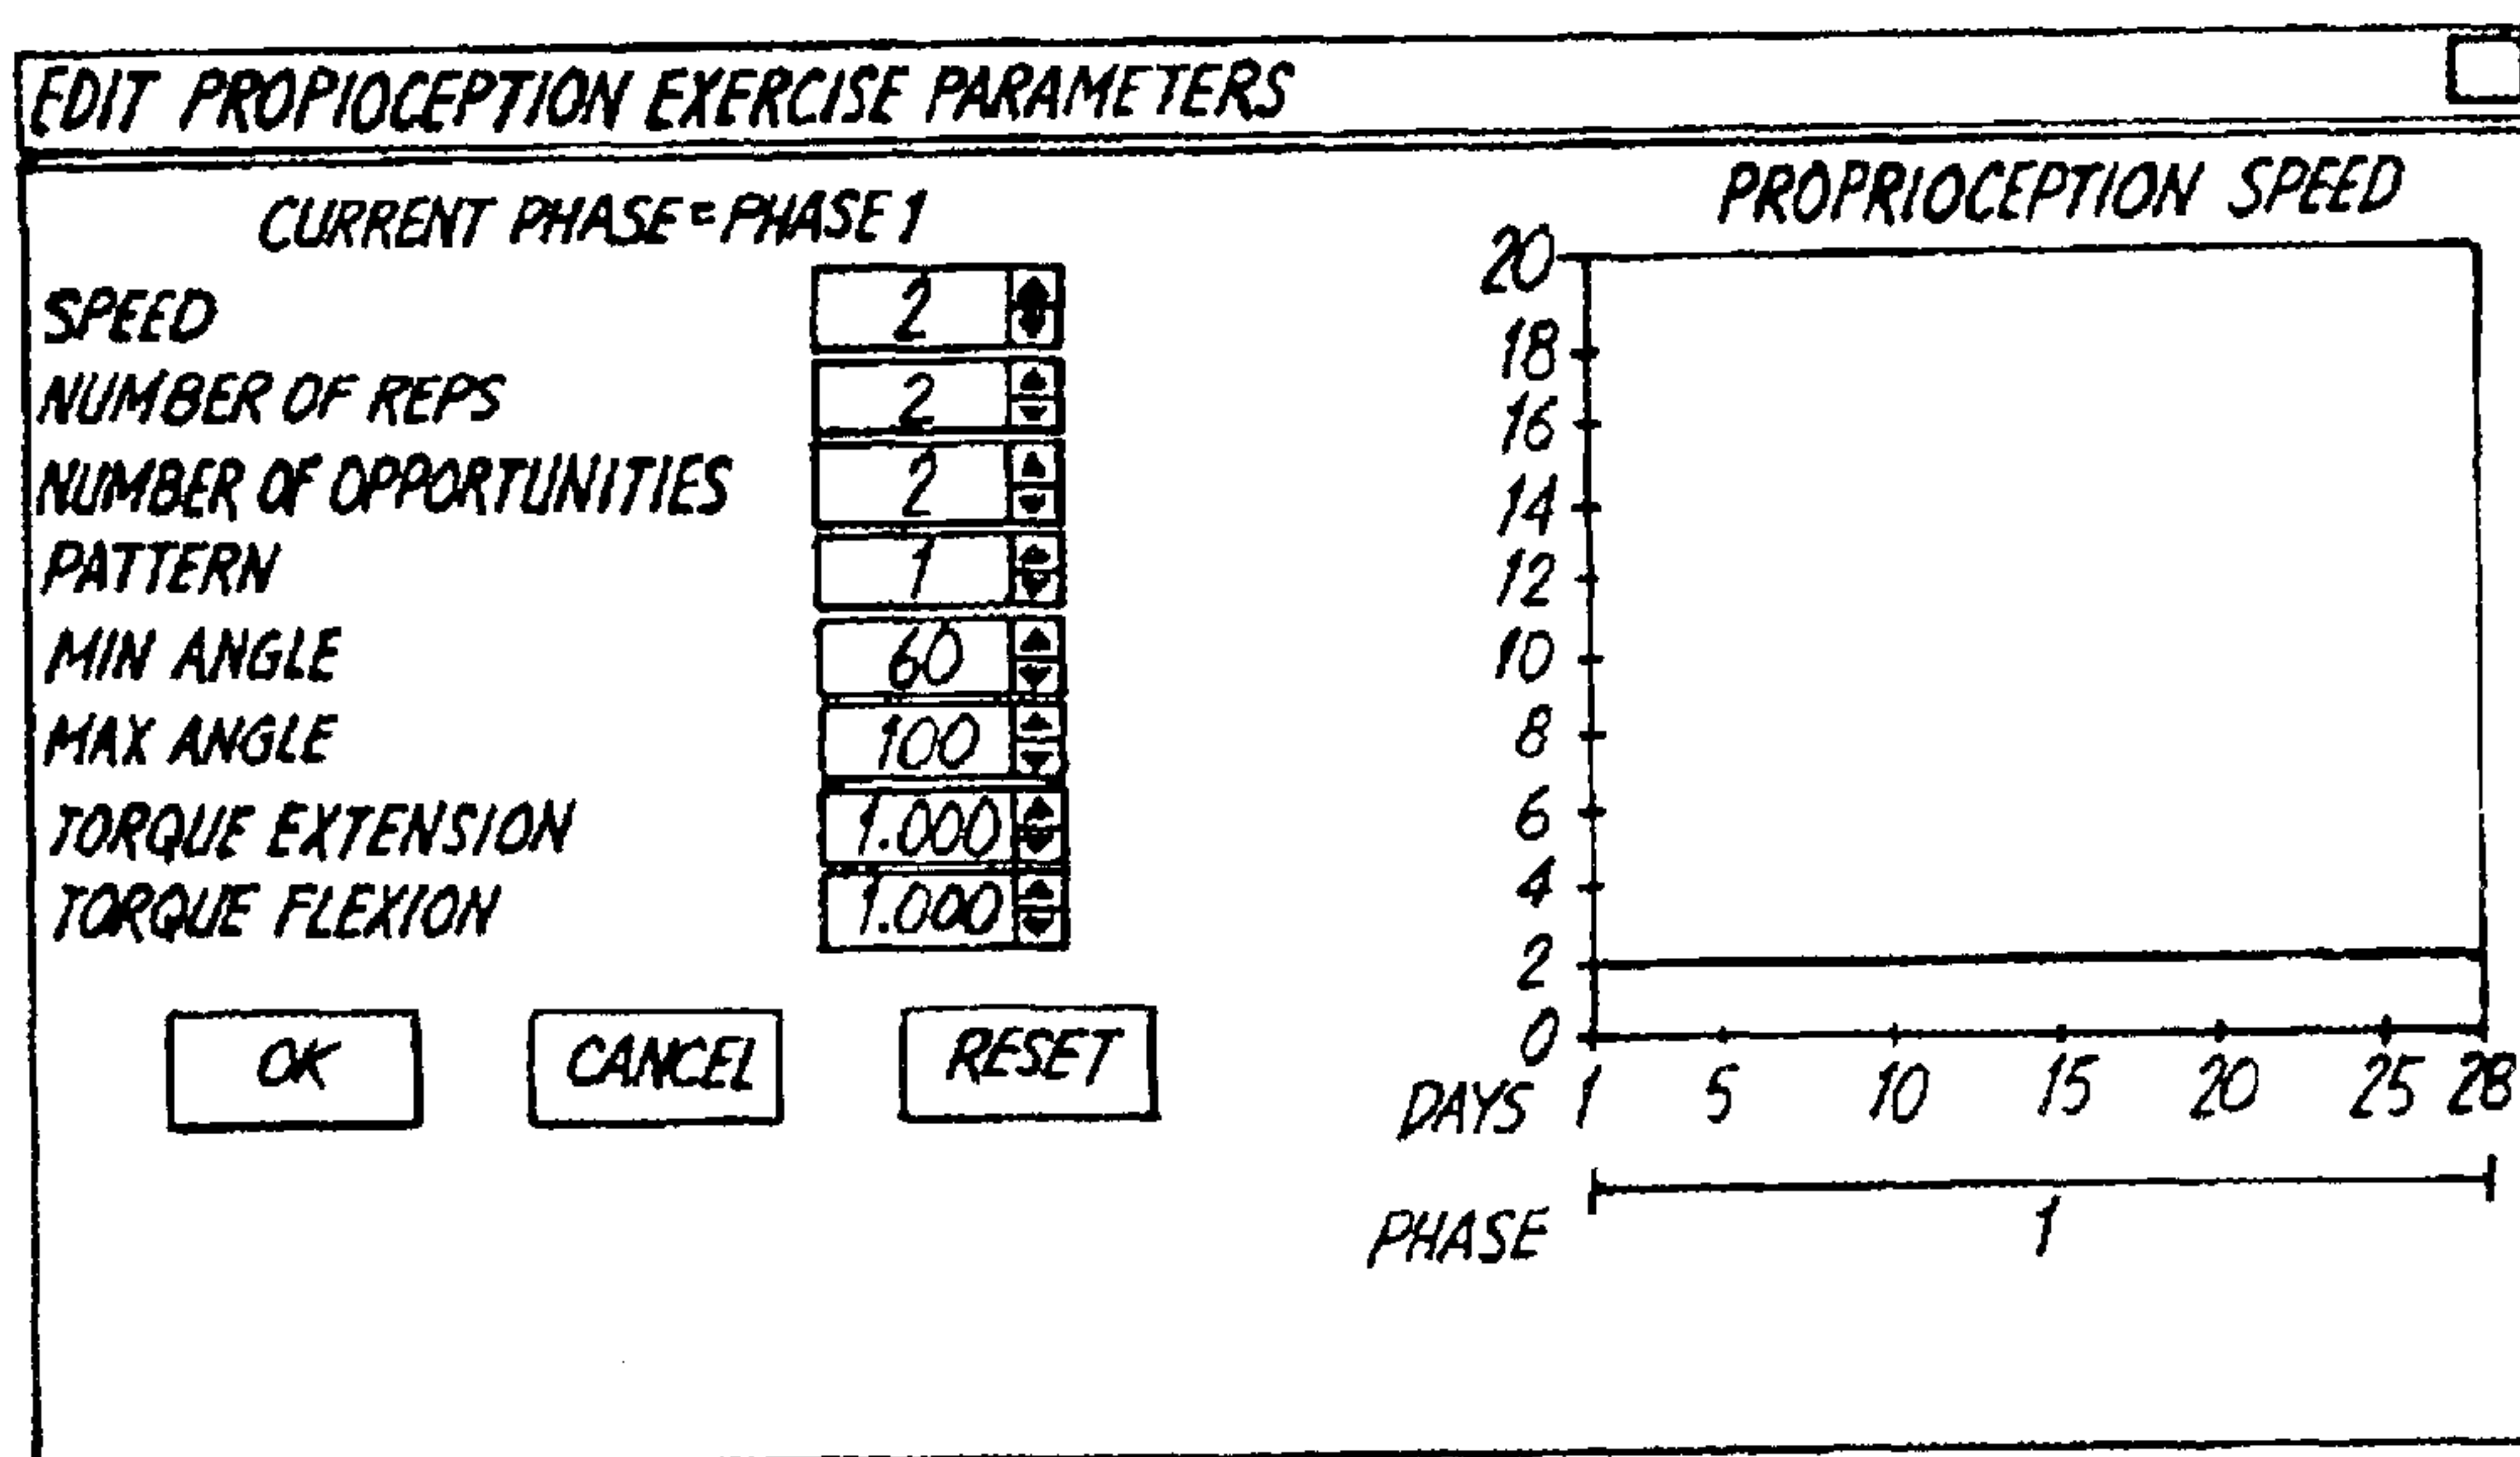 EDIT PROPIOCEPTION EXERCISE PARAMETERS
CURRENT PHASE = PHASE 1
SPEED 2
NUMBER OF REPS 2
NUMBER OF OPPORTUNITIES 2
PATTERN 1
MIN ANGLE 60
MAX ANGLE 100
TORQUE EXTENSION 1.000
TORQUE FLEXION 1.000
OK CANCEL RESET
PROPRIOCEPTION SPEED
20
18
16
14
12
10
8
6
4
2
0
DAYS 1 5 10 15 20 25 28
PHASE 1